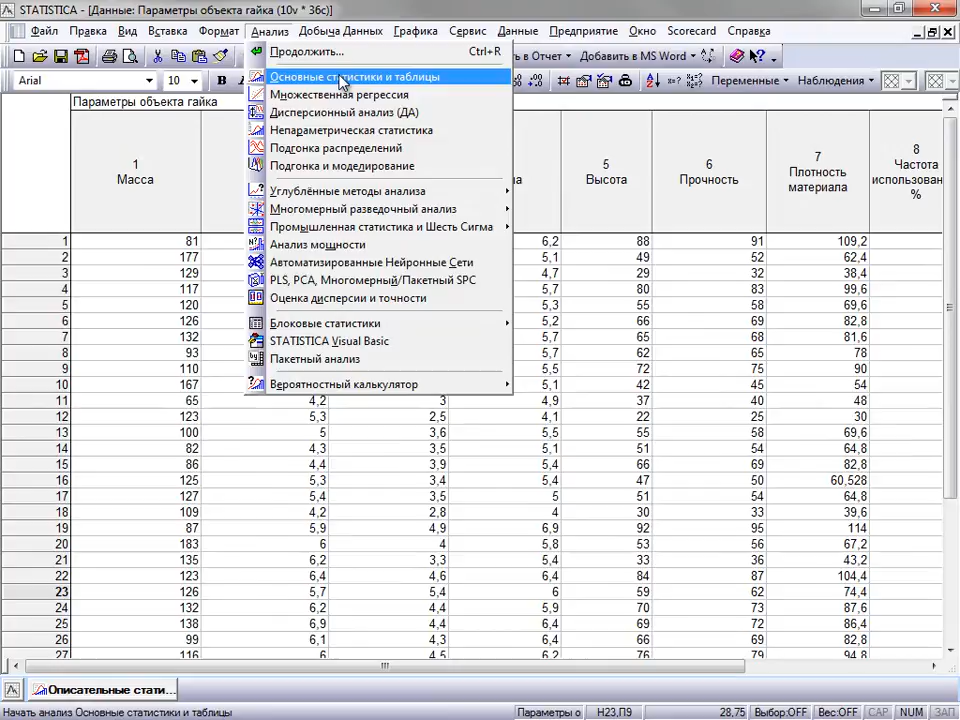 STATISTICA - [Данные: Параметры объекта гайка (10v * 36c)]
Файл Правка Вид Вставка Формат Анализ Добыча Данных Графика Сервис Данные Предприятие Окно Scorecard Справка
Продолжить... Ctrl+R
ь в Отчет Добавить в MS Word
Arial 10 B Переменные Наблюдения
Основные статистики и таблицы
Множественная регрессия
Дисперсионный анализ (ДА)
Непараметрическая статистика
Подгонка распределений
Подгонка и моделирование
Углублённые методы анализа
Многомерный разведочный анализ
Промышленная статистика и Шесть Сигма
Анализ мощности
Автоматизированные Нейронные Сети
PLS, PCA, Многомерный/Пакетный SPC
Оценка дисперсии и точности
Блоковые статистики
STATISTICA Visual Basic
Пакетный анализ
Вероятностный калькулятор
Параметры объекта гайка
1 Масса
5 Высота
6 Прочность
7 Плотность материала
8 Частота использован %
1 81 6,2 88 91 109,2
2 177 5,1 49 52 62,4
3 129 4,7 29 32 38,4
4 117 5,7 80 83 99,6
5 120 5,3 55 58 69,6
6 126 5,2 66 69 82,8
7 132 5,7 65 68 81,6
8 93 5,7 62 65 78
9 110 5,5 72 75 90
10 167 5,1 42 45 54
11 65 4,2 3 4,9 37 40 48
12 123 5,3 2,5 4,1 22 25 30
13 100 5 3,6 5,5 55 58 69,6
14 82 4,3 3,5 5,1 51 54 64,8
15 86 4,4 3,9 5,4 66 69 82,8
16 125 5,3 3,8 5,4 47 50 60,528
17 127 5,4 3,5 5 51 54 64,8
18 109 4,2 2,8 4,8 30 33 39,6
19 87 5,9 4,9 6,9 92 95 114
20 183 6 4 5,8 53 56 67,2
21 135 6,2 3,3 5,4 33 36 43,2
22 123 6,4 4,6 6,4 84 87 104,4
23 126 5,7 5,4 6 59 62 74,4
24 132 6,2 4,4 5,9 70 73 87,6
25 138 6,9 4,4 6,4 69 72 86,4
26 99 6,1 4,3 6,4 66 69 82,8
27 116 6 4,5 6,2 76 79 94,8
Описательные стати...
Начать анализ Основные статистики и таблицы Параметры о Н23,П9 28,75 Выбор:OFF Вес:OFF CAP NUM ЗАП